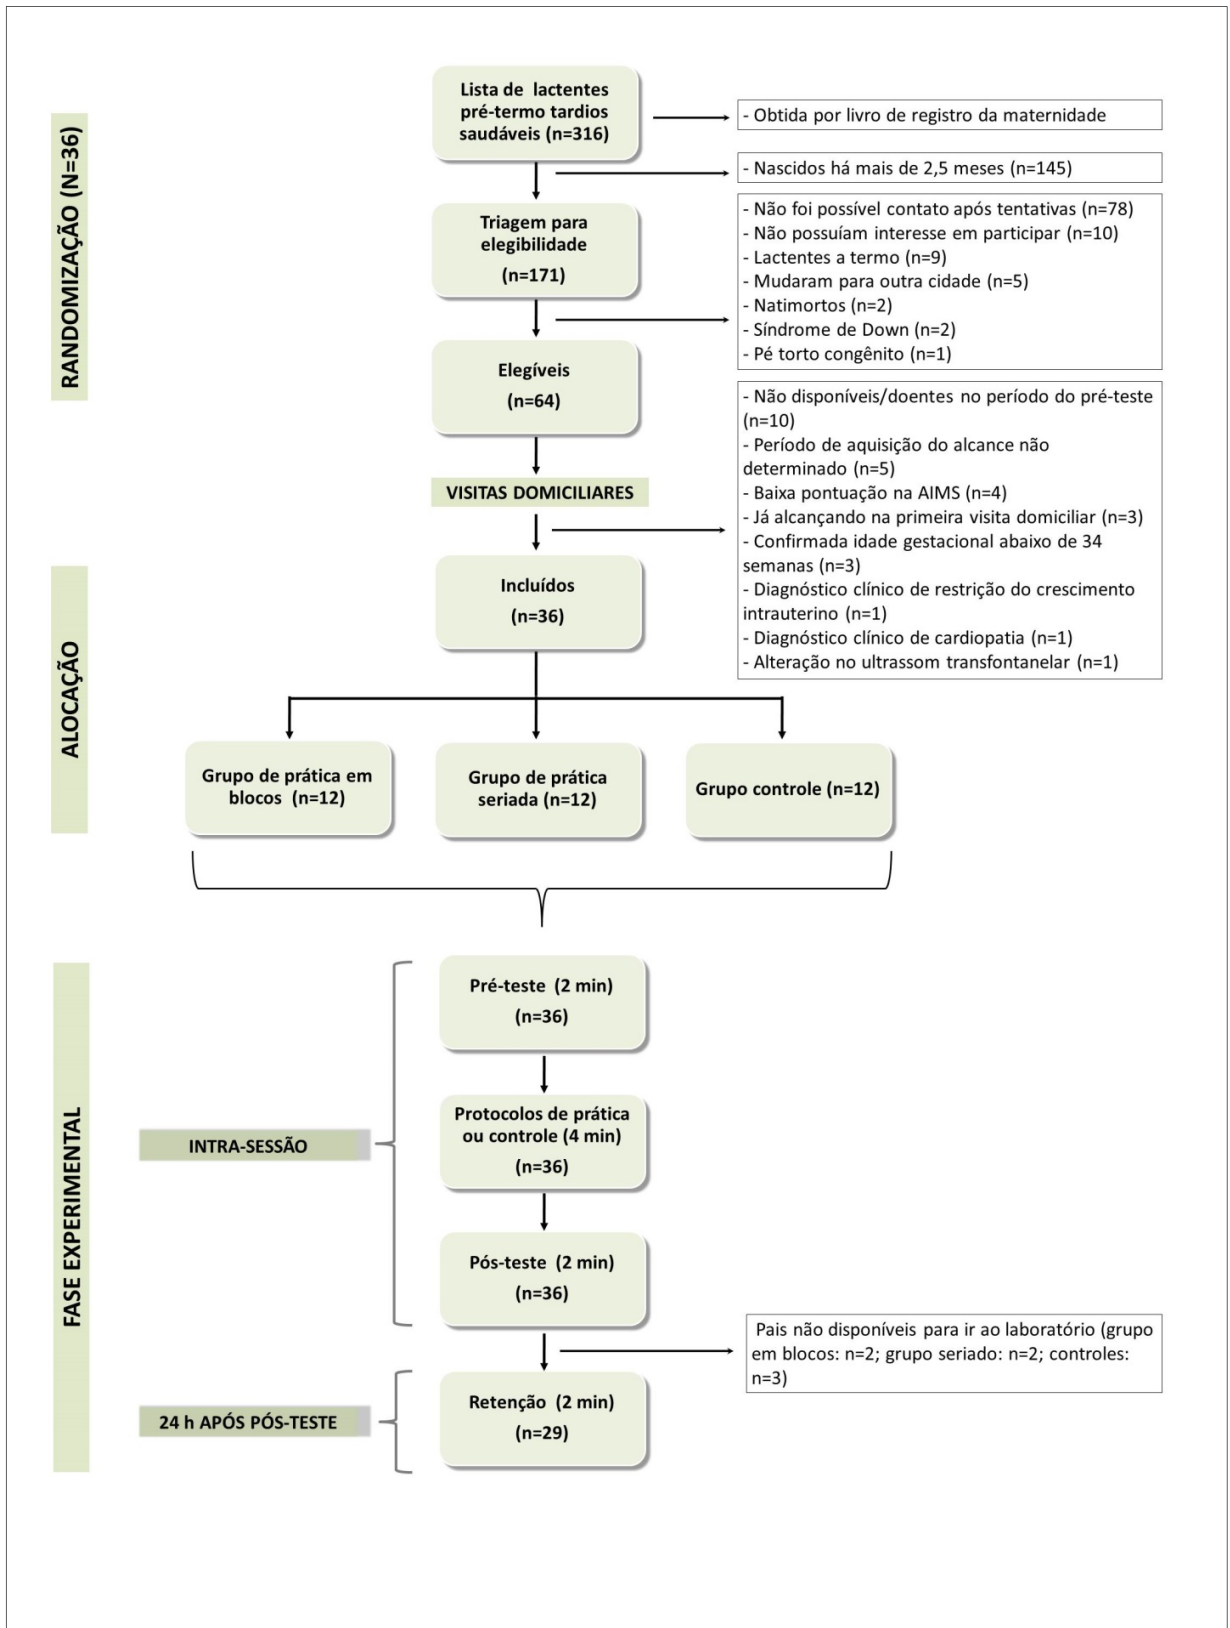 RANDOMIZAÇÃO (N=36)
Lista de lactentes
pré-termo tardios
saudáveis (n=316)
- Obtida por livro de registro da maternidade
- Nascidos há mais de 2,5 meses (n=145)
Triagem para
elegibilidade
(n=171)
- Não foi possível contato após tentativas (n=78)
- Não possuíam interesse em participar (n=10)
- Lactentes a termo (n=9)
- Mudaram para outra cidade (n=5)
- Natimortos (n=2)
- Síndrome de Down (n=2)
- Pé torto congênito (n=1)
Elegíveis
(n=64)
VISITAS DOMICILIARES
- Não disponíveis/doentes no período do pré-teste
(n=10)
- Período de aquisição do alcance não
determinado (n=5)
- Baixa pontuação na AIMS (n=4)
- Já alcançando na primeira visita domiciliar (n=3)
- Confirmada idade gestacional abaixo de 34
semanas (n=3)
- Diagnóstico clínico de restrição do crescimento
intrauterino (n=1)
- Diagnóstico clínico de cardiopatia (n=1)
- Alteração no ultrassom transfontanelar (n=1)
ALOCAÇÃO
Incluídos
(n=36)
Grupo de prática em
blocos (n=12)
Grupo de prática
seriada (n=12)
Grupo controle (n=12)
FASE EXPERIMENTAL
INTRA-SESSÃO
Pré-teste (2 min)
(n=36)
Protocolos de prática
ou controle (4 min)
(n=36)
Pós-teste (2 min)
(n=36)
Pais não disponíveis para ir ao laboratório (grupo
em blocos: n=2; grupo seriado: n=2; controles:
n=3)
24 h APÓS PÓS-TESTE
Retenção (2 min)
(n=29)